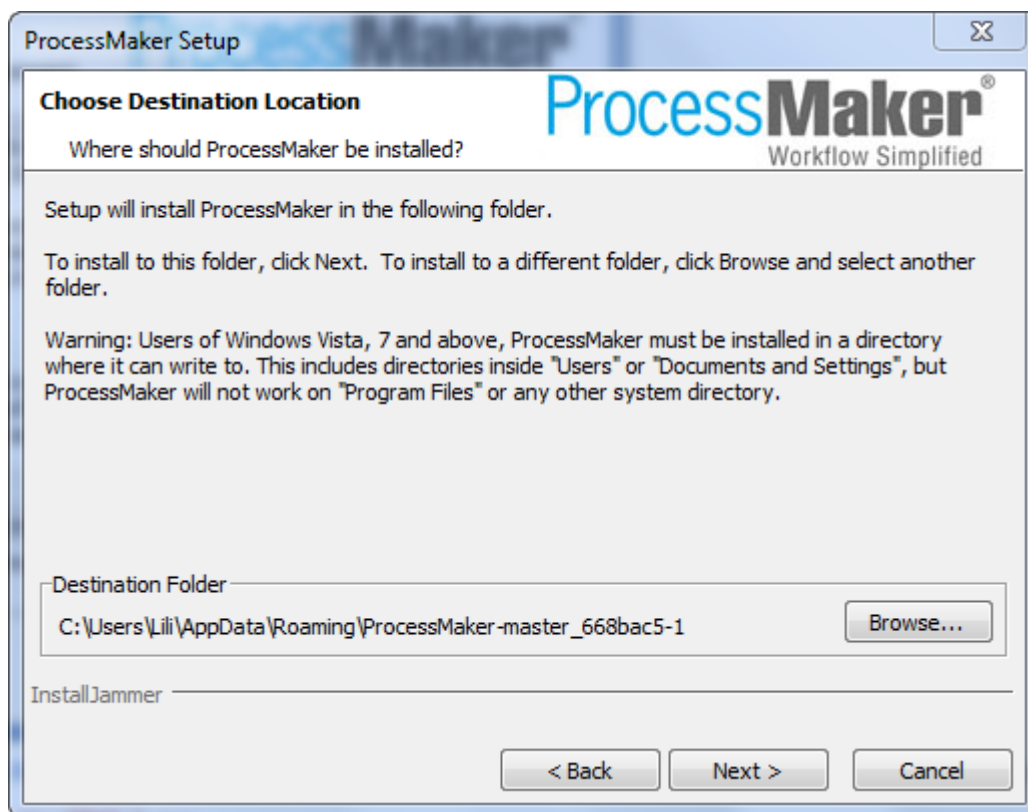 ProcessMaker Setup
Choose Destination Location
Where should ProcessMaker be installed?
ProcessMaker®
Workflow Simplified
Setup will install ProcessMaker in the following folder.
To install to this folder, click Next.  To install to a different folder, click Browse and select another
folder.
Warning: Users of Windows Vista, 7 and above, ProcessMaker must be installed in a directory
where it can write to. This includes directories inside "Users" or "Documents and Settings", but
ProcessMaker will not work on "Program Files" or any other system directory.
Destination Folder
C:\Users\Lili\AppData\Roaming\ProcessMaker-master_668bac5-1
Browse...
InstallJammer
< Back
Next >
Cancel